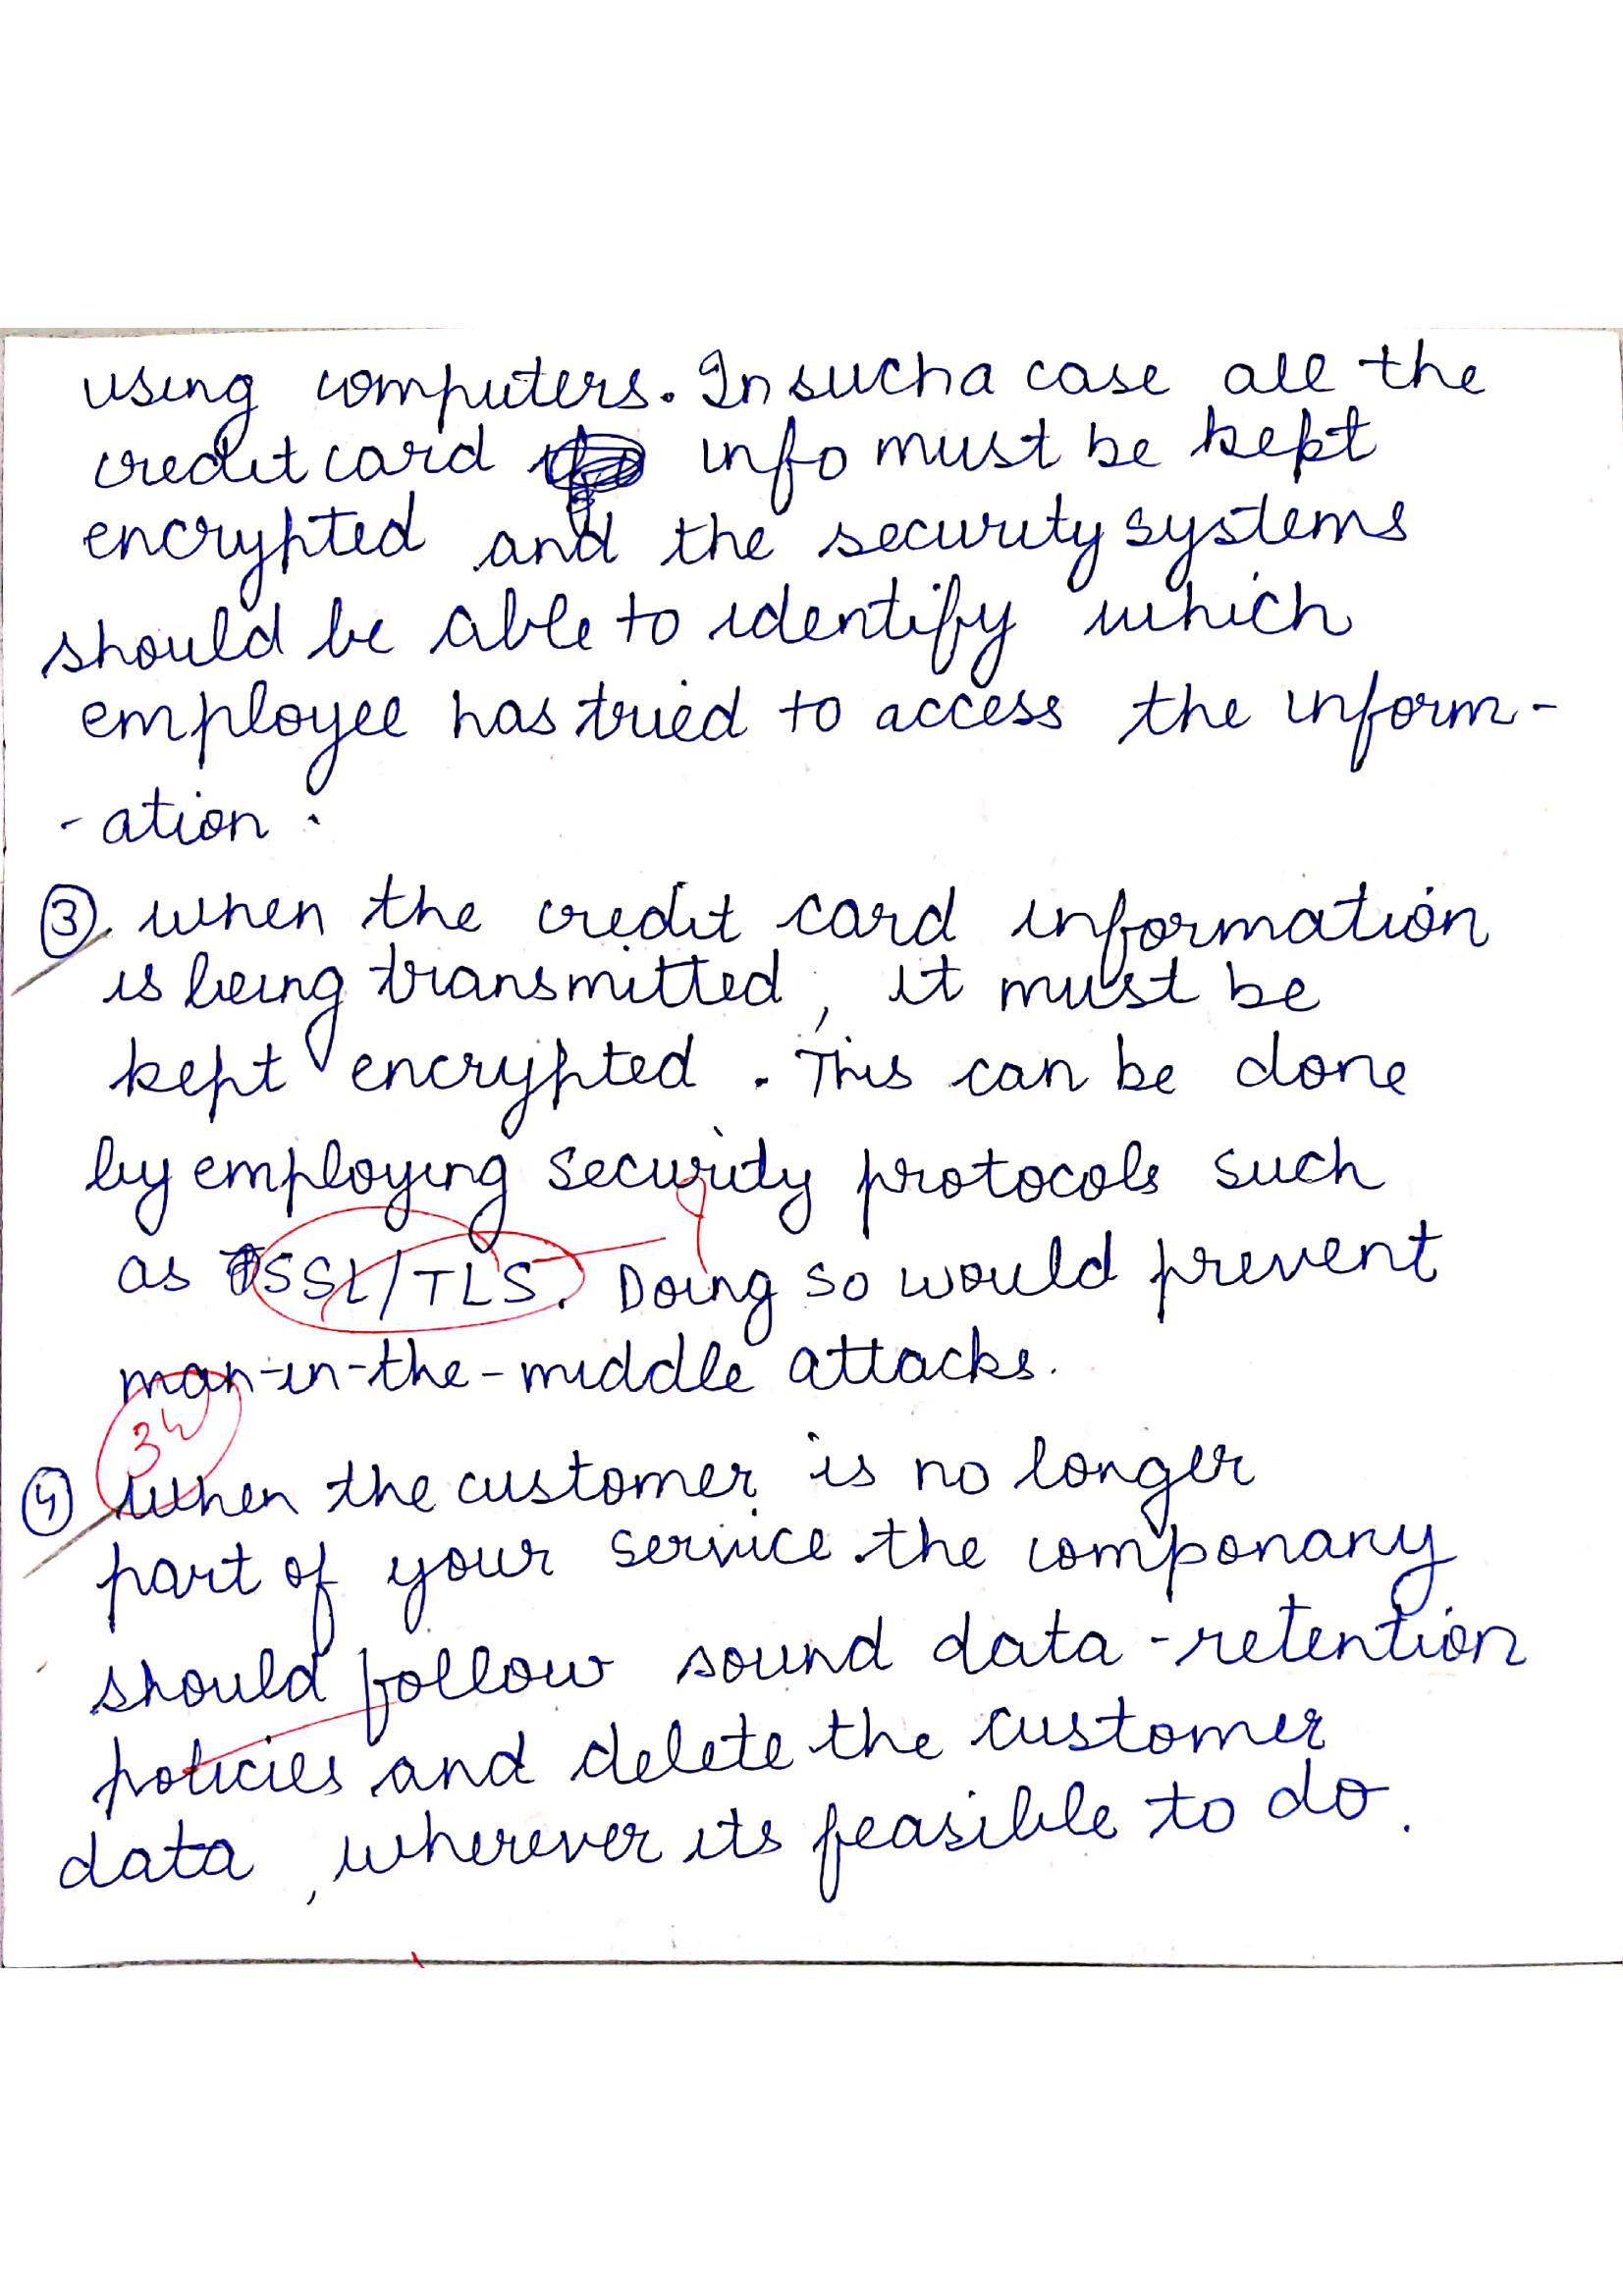 using computers. In such a case all the
credit card info must be kept
encrypted and the security systems
should be able to identify which
employee has tried to access the inform-
-ation.
3. when the credit card information
is being transmitted, it must be
kept encrypted. This can be done
by employing security protocols such
as SSL/TLS. Doing so would prevent
man-in-the-middle attacks.
4 when the customer is no longer
part of your service the componany
should follow sound data-retention
policies and delete the customer
data, wherever its feasible to do.